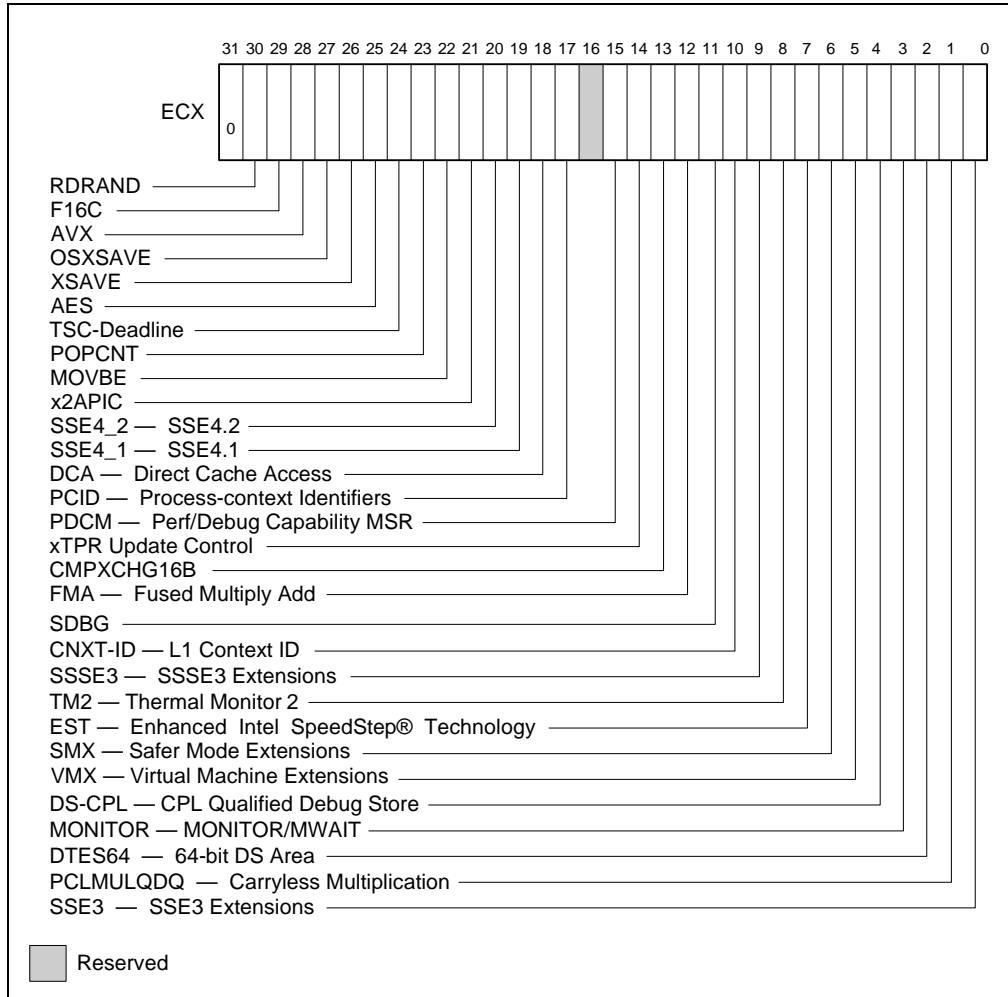 31 30 29 28 27 26 25 24 23 22 21 20 19 18 17 16 15 14 13 12 11 10 9 8 7 6 5 4 3 2 1 0
ECX
0
RDRAND
F16C
AVX
OSXSAVE
XSAVE
AES
TSC-Deadline
POPCNT
MOVBE
x2APIC
SSE4_2 — SSE4.2
SSE4_1 — SSE4.1
DCA — Direct Cache Access
PCID — Process-context Identifiers
PDCM — Perf/Debug Capability MSR
xTPR Update Control
CMPXCHG16B
FMA — Fused Multiply Add
SDBG
CNXT-ID — L1 Context ID
SSSE3 — SSSE3 Extensions
TM2 — Thermal Monitor 2
EST — Enhanced Intel SpeedStep® Technology
SMX — Safer Mode Extensions
VMX — Virtual Machine Extensions
DS-CPL — CPL Qualified Debug Store
MONITOR — MONITOR/MWAIT
DTES64 — 64-bit DS Area
PCLMULQDQ — Carryless Multiplication
SSE3 — SSE3 Extensions
Reserved